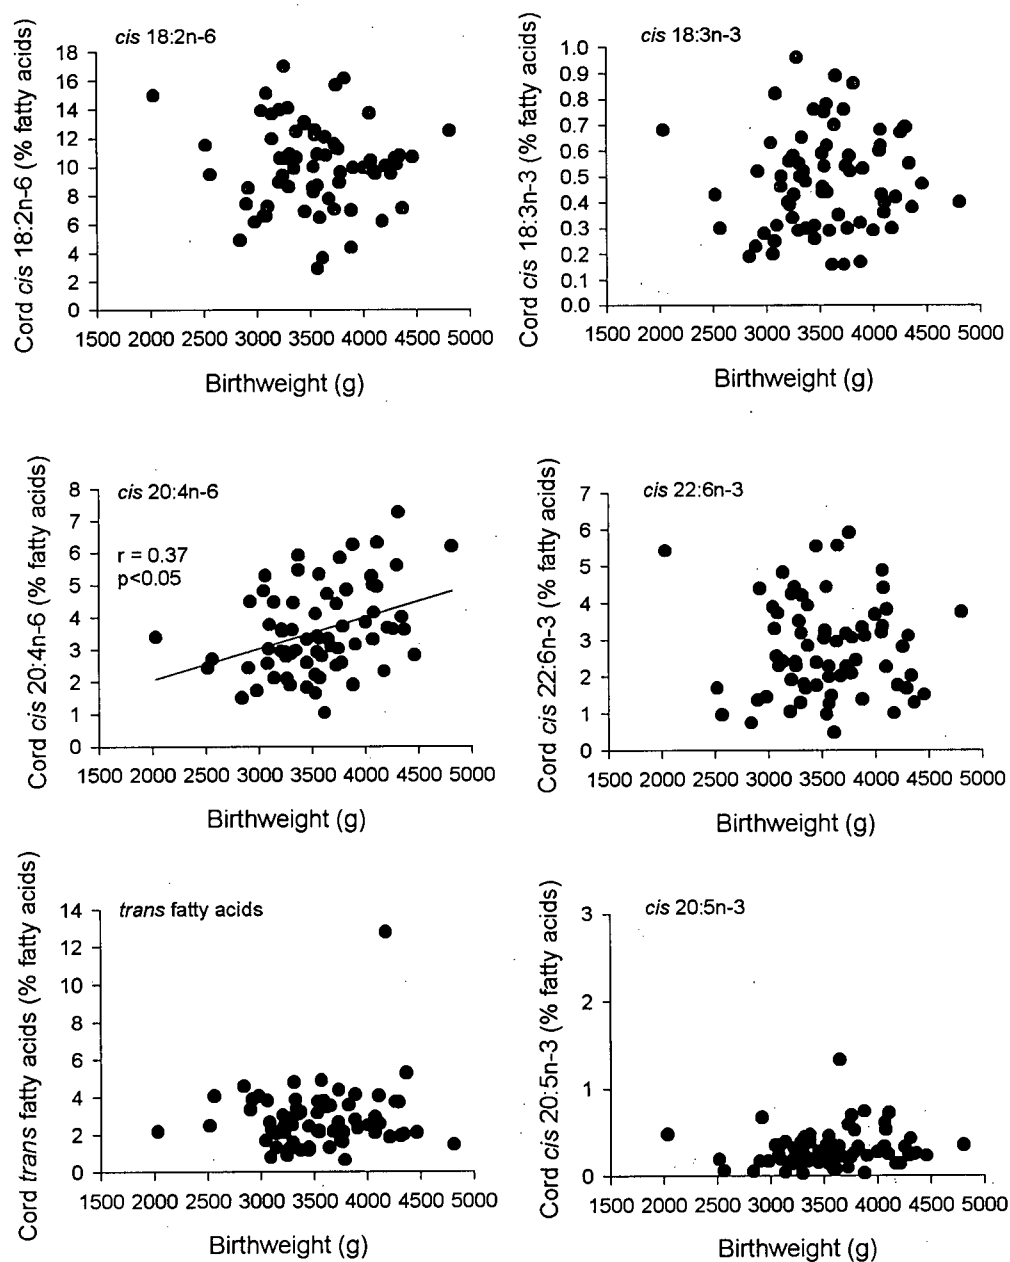 cis 18:2n-6
Cord cis 18:2n-6 (% fatty acids)
18
16
14
12
10
8
6
4
2
0
1500 2000 2500 3000 3500 4000 4500 5000
Birthweight (g)
cis 18:3n-3
Cord cis 18:3n-3 (% fatty acids)
1.0
0.9
0.8
0.7
0.6
0.5
0.4
0.3
0.2
0.1
0.0
1500 2000 2500 3000 3500 4000 4500 5000
Birthweight (g)
cis 20:4n-6
r = 0.37
p<0.05
Cord cis 20:4n-6 (% fatty acids)
8
7
6
5
4
3
2
1
0
1500 2000 2500 3000 3500 4000 4500 5000
Birthweight (g)
cis 22:6n-3
Cord cis 22:6n-3 (% fatty acids)
7
6
5
4
3
2
1
0
1500 2000 2500 3000 3500 4000 4500 5000
Birthweight (g)
trans fatty acids
Cord trans fatty acids (% fatty acids)
14
12
10
8
6
4
2
0
1500 2000 2500 3000 3500 4000 4500 5000
Birthweight (g)
cis 20:5n-3
Cord cis 20:5n-3 (% fatty acids)
3
2
1
0
1500 2000 2500 3000 3500 4000 4500 5000
Birthweight (g)